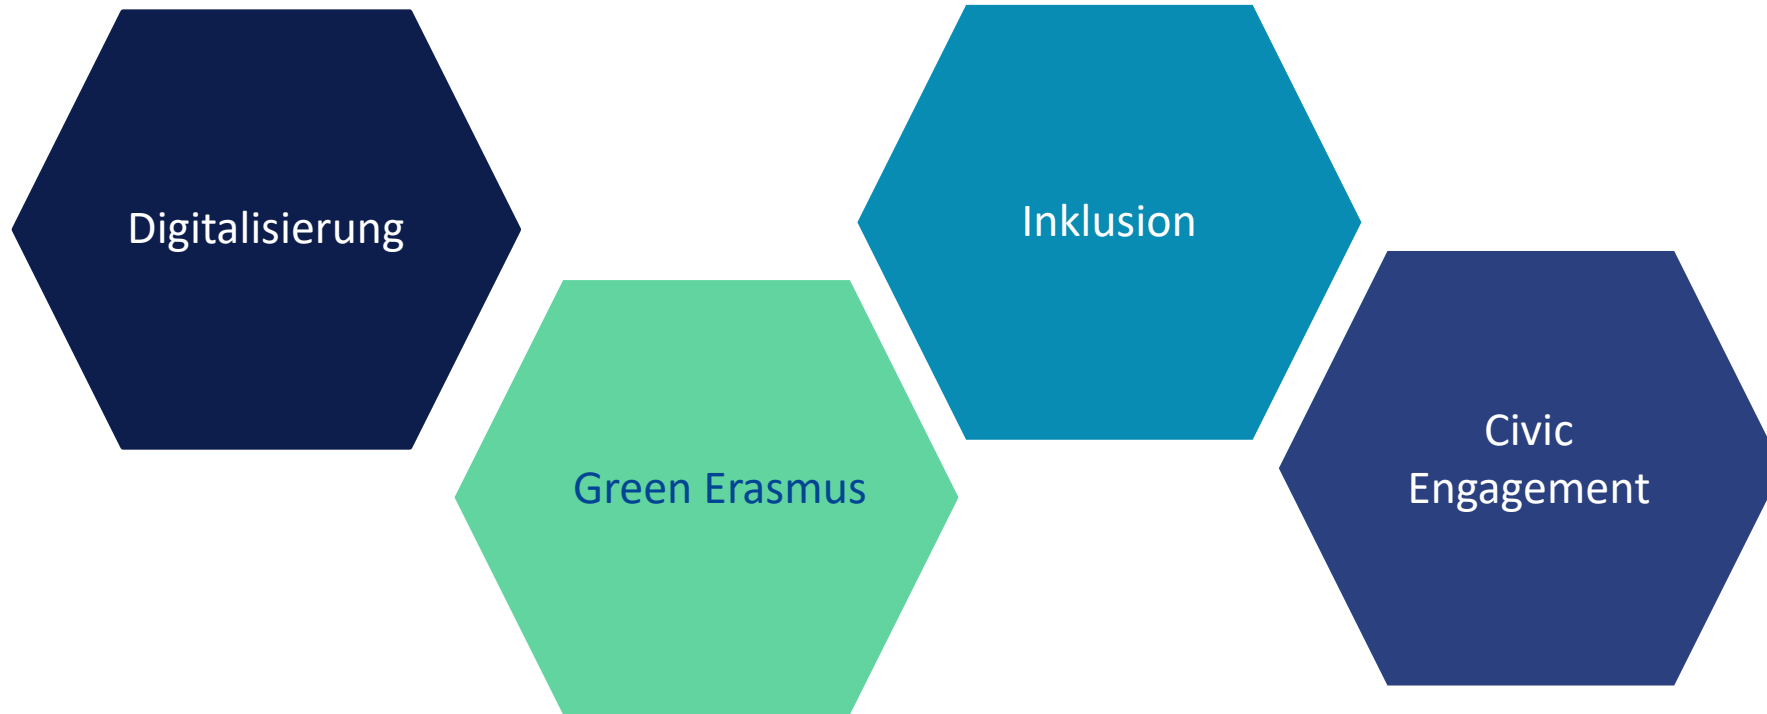 Digitalisierung
Green Erasmus
Inklusion
Civic
Engagement